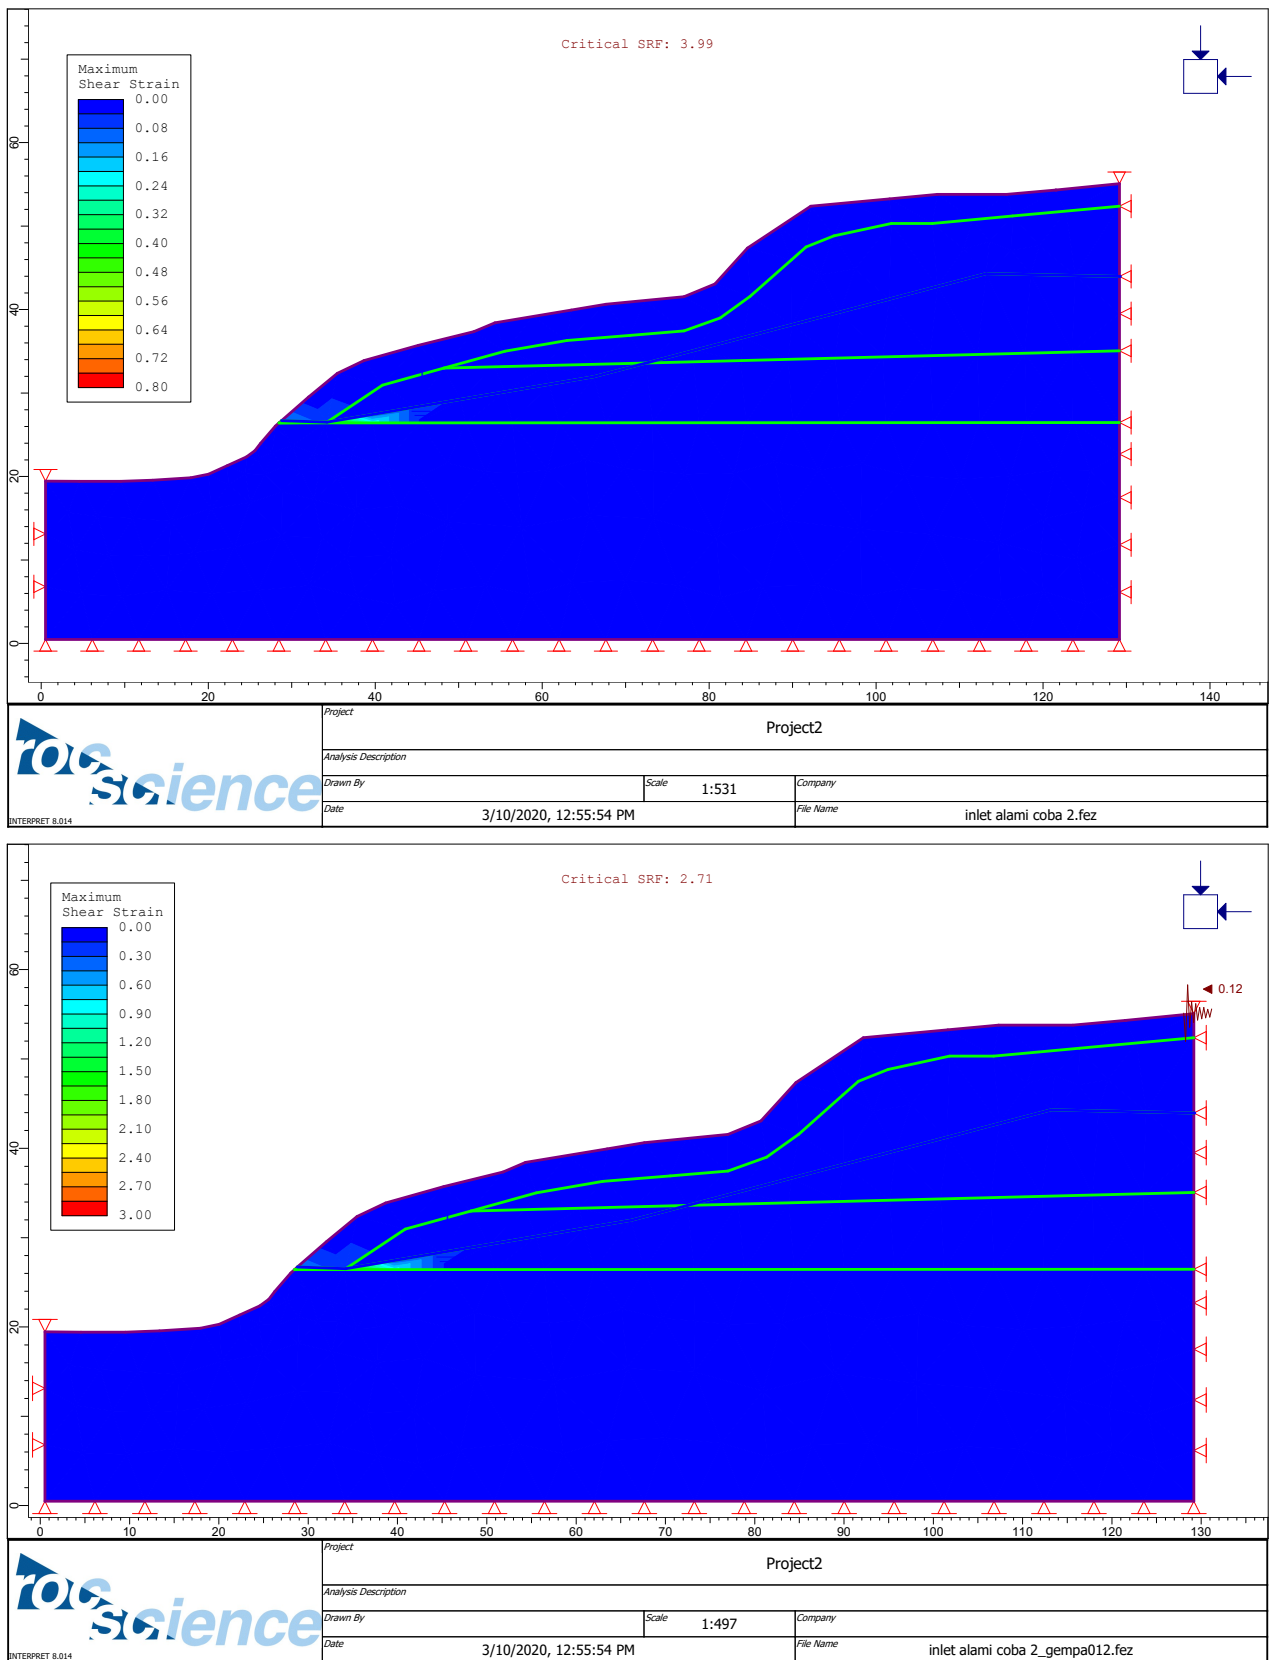 Critical SRF: 3.99
Maximum
Shear Strain
0.00
0.08
0.16
0.24
0.32
0.40
0.48
0.56
0.64
0.72
0.80
60
40
20
0
0 20 40 60 80 100 120 140
rocscience
INTERPRET 8.014
Project
Project2
Analysis Description
Drawn By
Scale 1:531
Company
Date 3/10/2020, 12:55:54 PM
File Name inlet alami coba 2.fez
Critical SRF: 2.71
Maximum
Shear Strain
0.00
0.30
0.60
0.90
1.20
1.50
1.80
2.10
2.40
2.70
3.00
0.12
60
40
20
0
0 10 20 30 40 50 60 70 80 90 100 110 120 130
rocscience
INTERPRET 8.014
Project
Project2
Analysis Description
Drawn By
Scale 1:497
Company
Date 3/10/2020, 12:55:54 PM
File Name inlet alami coba 2_gempa012.fez